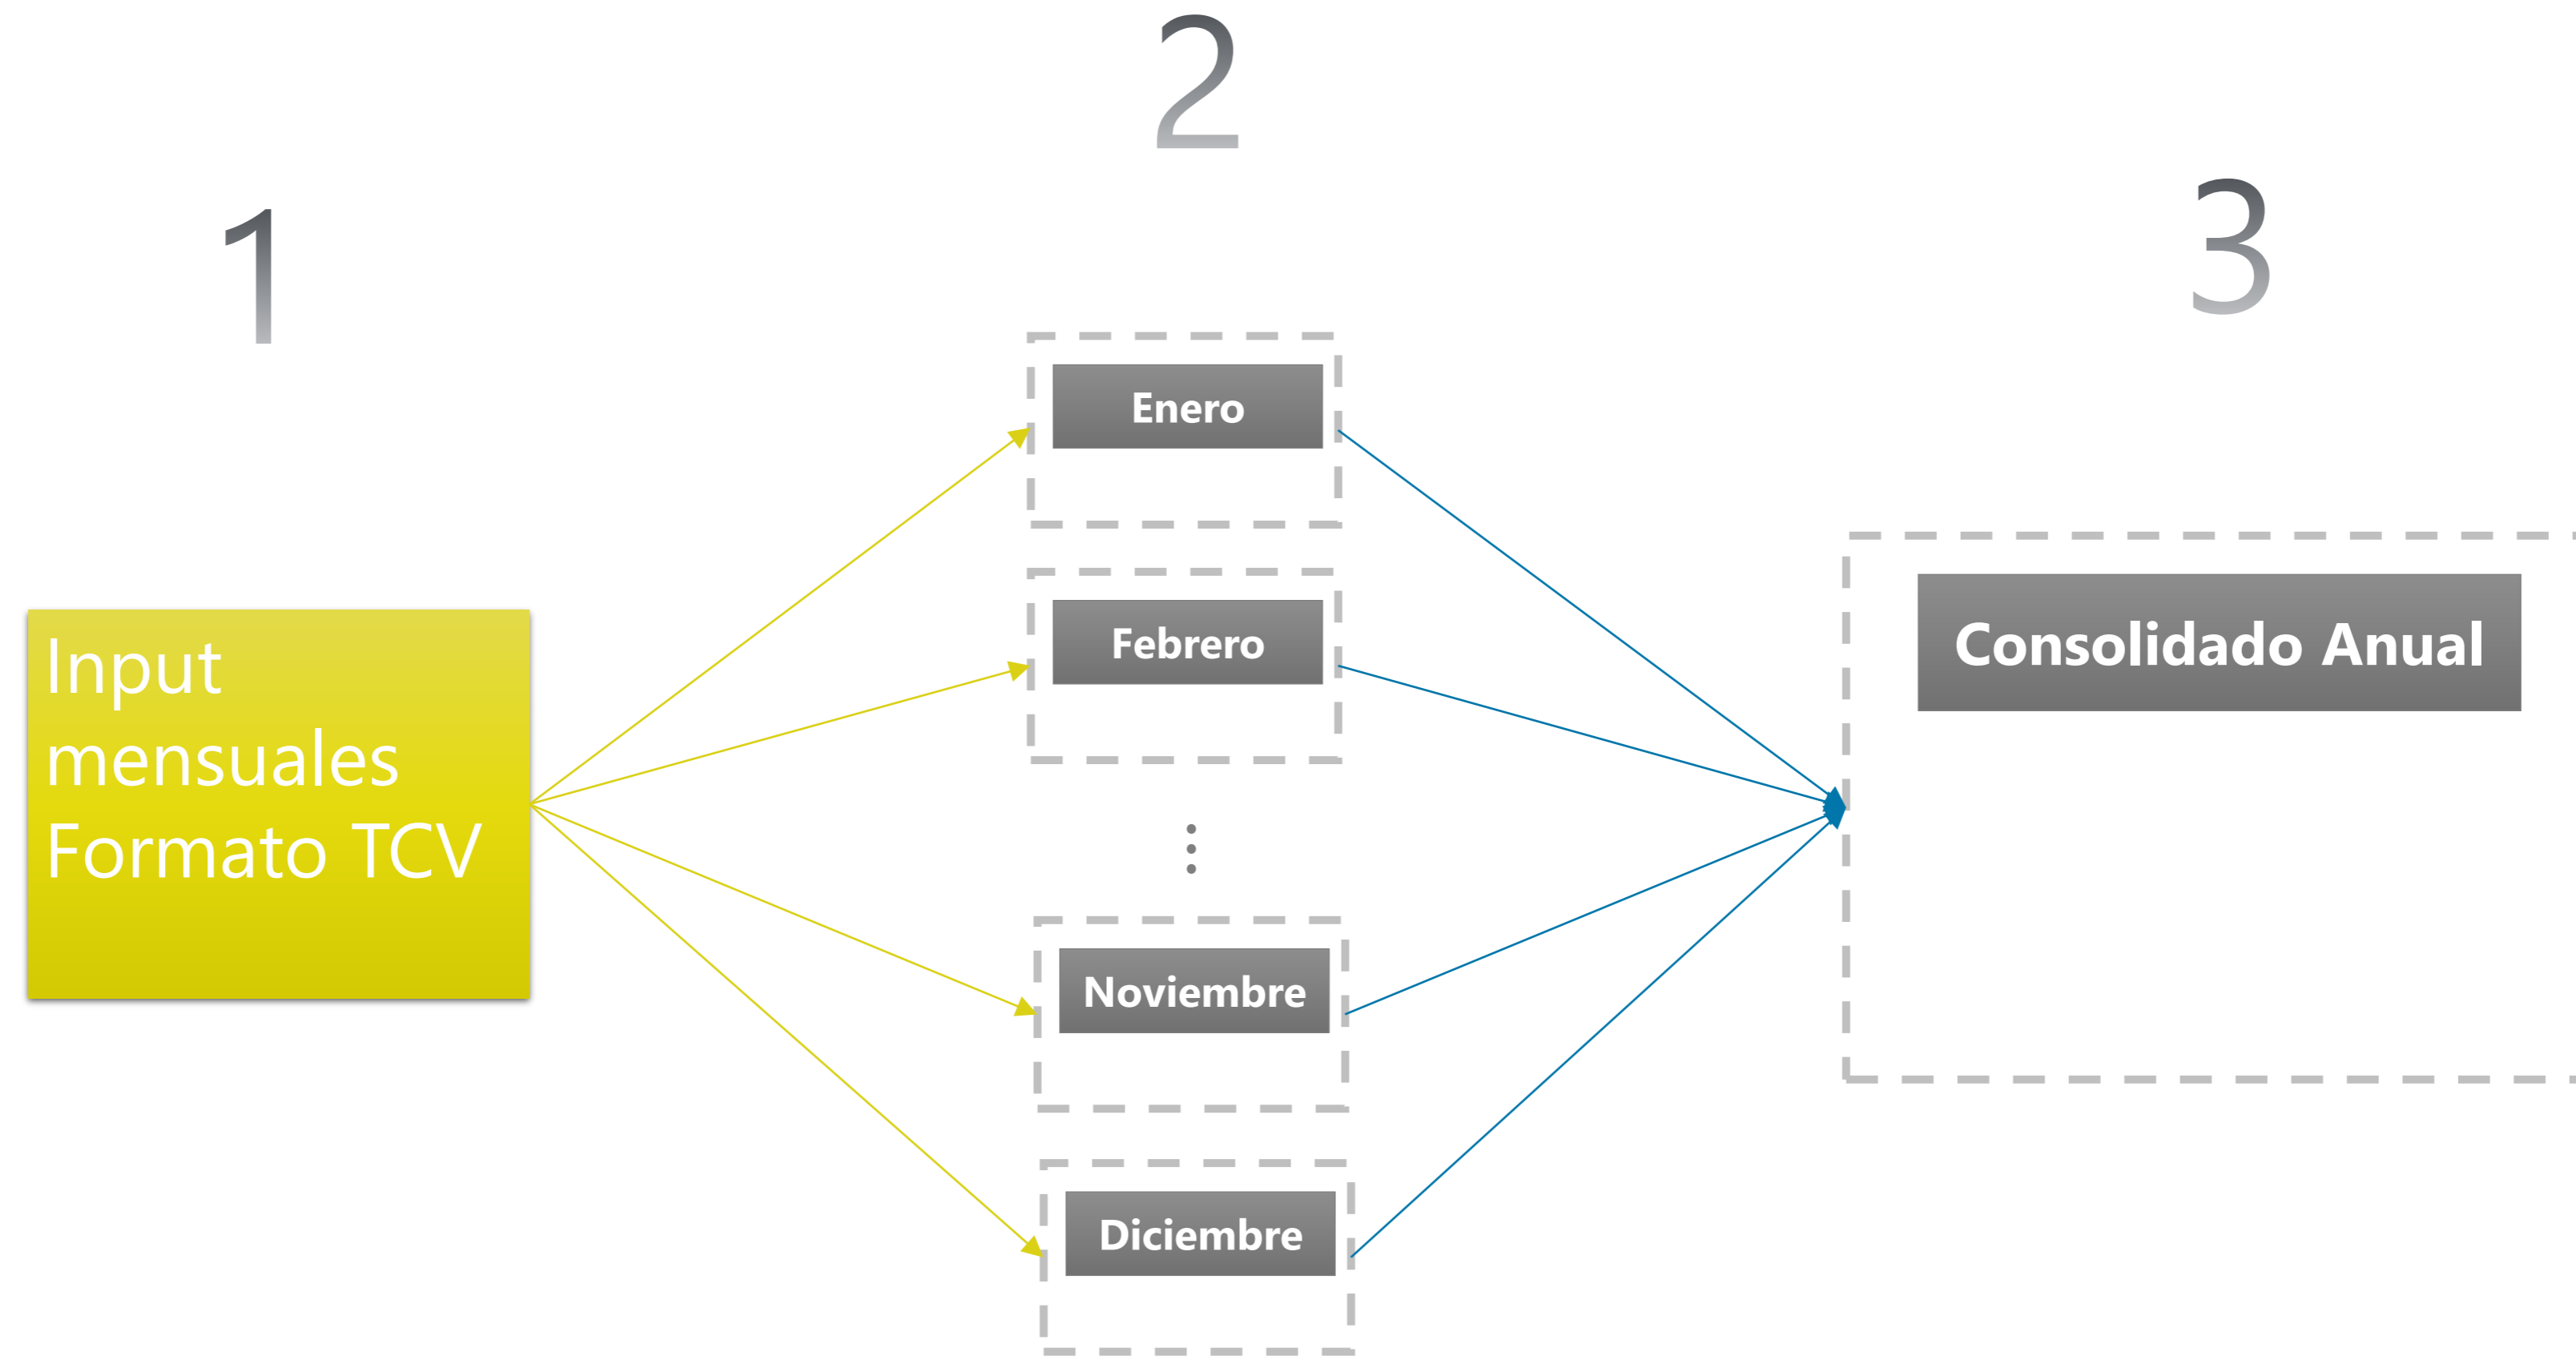 1
2
3
Input
mensuales
Formato TCV
Enero
Febrero
Noviembre
Diciembre
Consolidado Anual